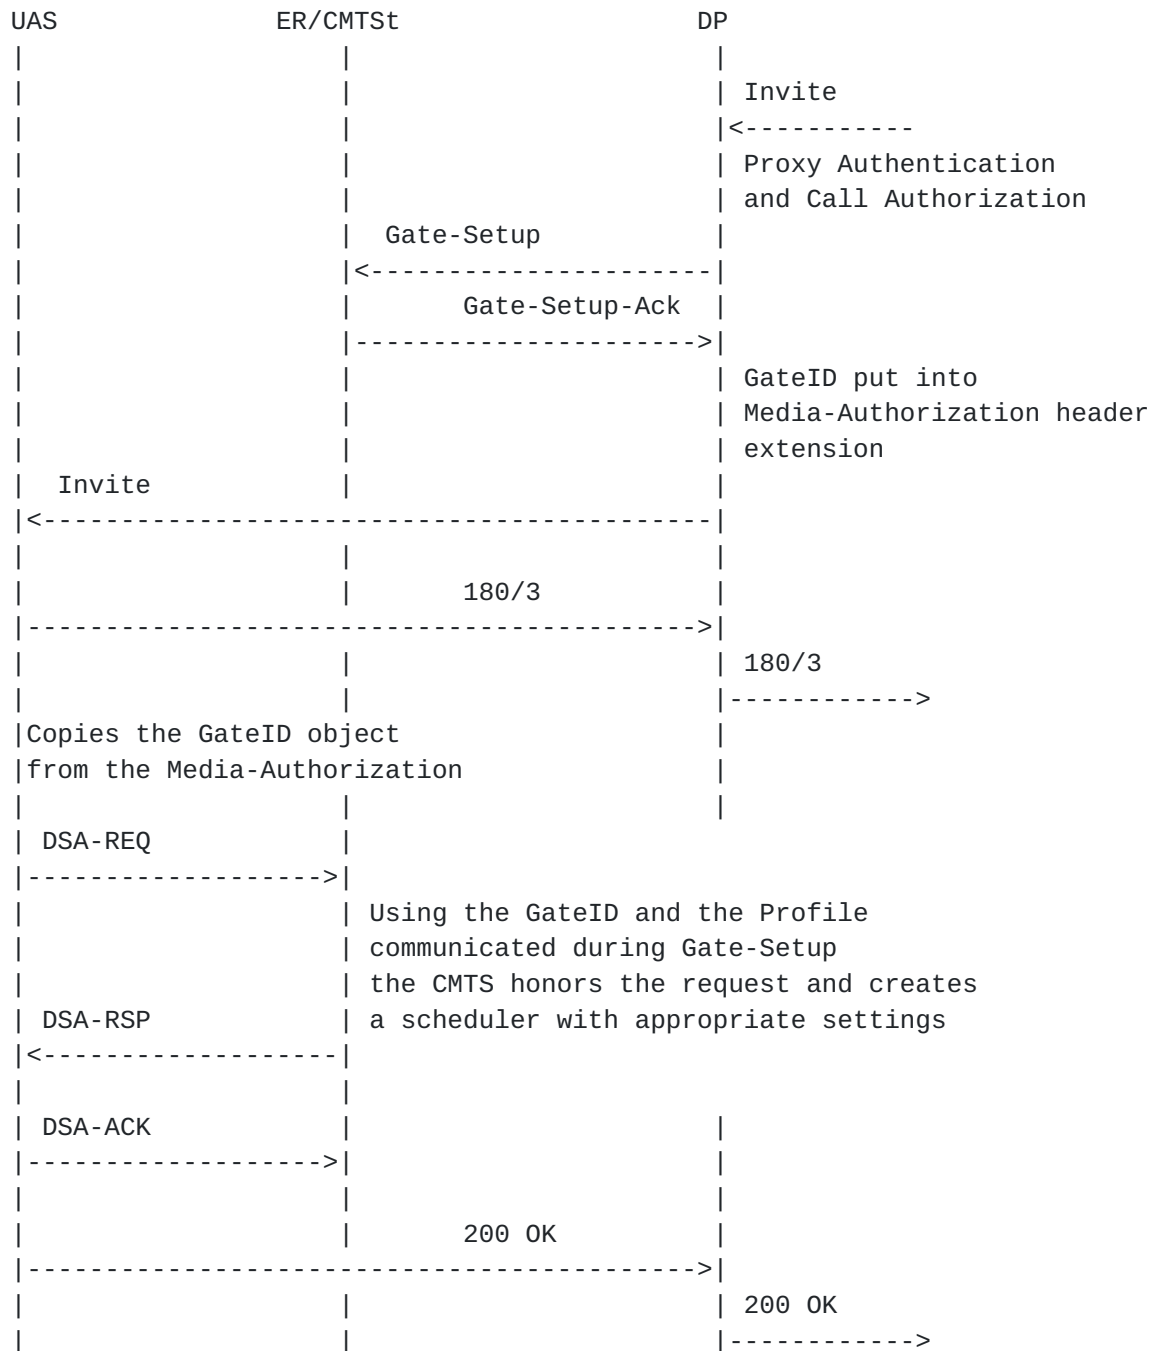 UAS ER/CMTSt DP
Invite
Proxy Authentication
and Call Authorization
Gate-Setup
Gate-Setup-Ack
GateID put into
Media-Authorization header
extension
Invite
180/3
180/3
Copies the GateID object
from the Media-Authorization
DSA-REQ
Using the GateID and the Profile
communicated during Gate-Setup
the CMTS honors the request and creates
DSA-RSP a scheduler with appropriate settings
DSA-ACK
200 OK
200 OK